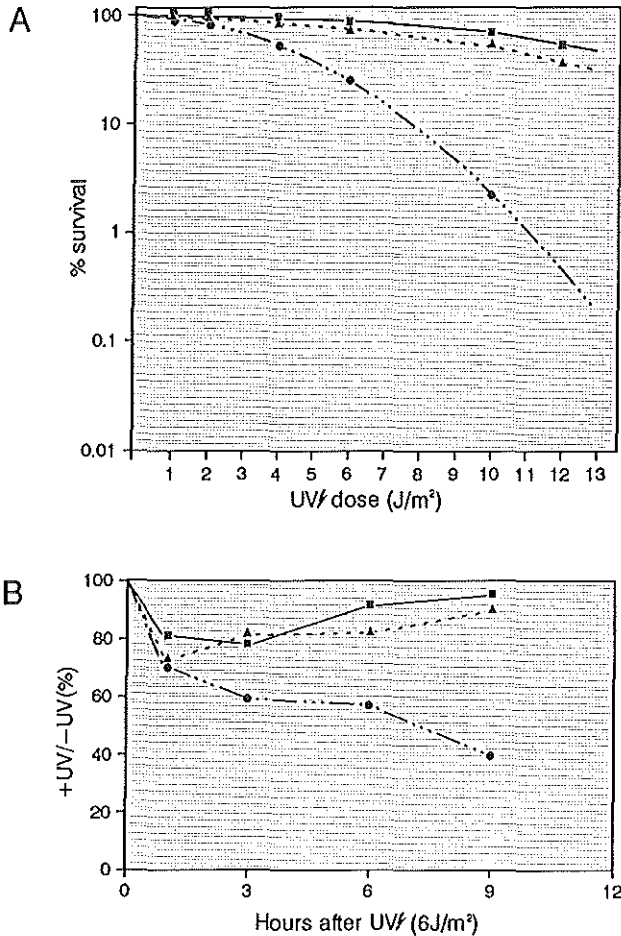 A
100
10
1
0.1
0.01
% survival
1 2 3 4 5 6 7 8 9 10 11 12 13
UV dose (J/m²)
B
100
80
60
40
20
0
+UV/−UV(%)
0 3 6 9 12
Hours after UV (6J/m²)